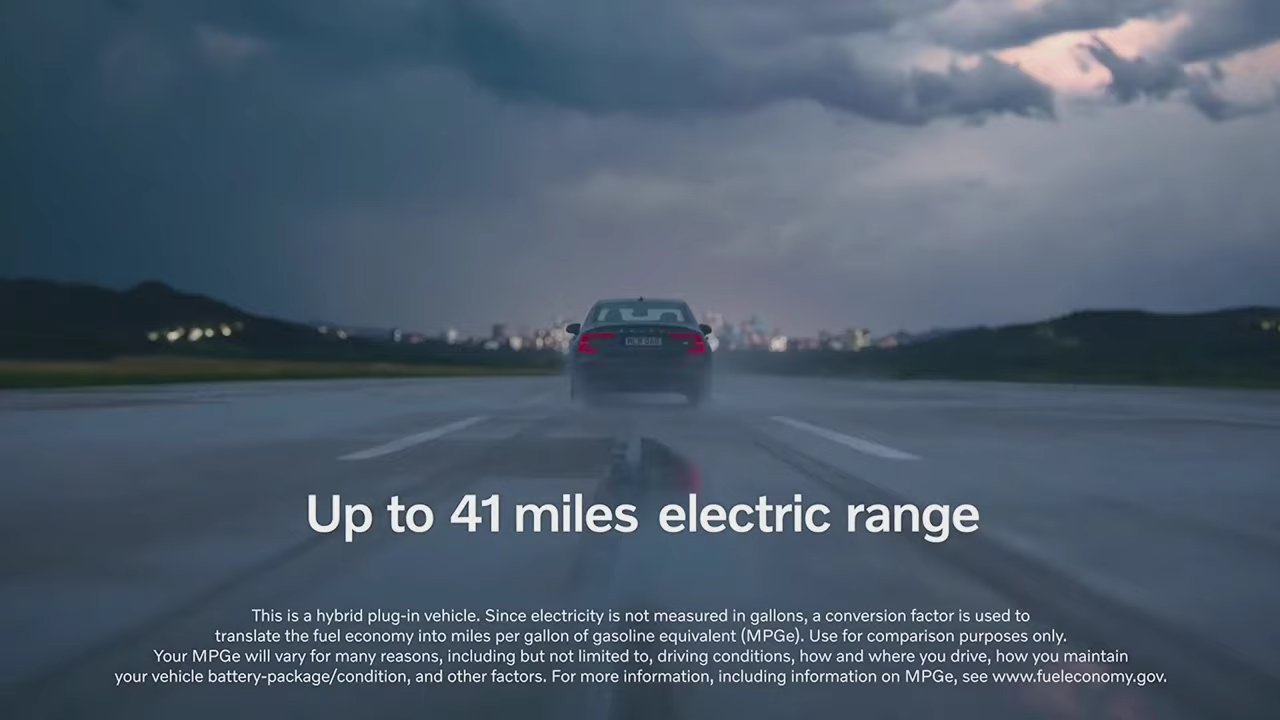 Up to 41 miles electric range
This is a hybrid plug-in vehicle. Since electricity is not measured in gallons, a conversion factor is used to
translate the fuel economy into miles per gallon of gasoline equivalent (MPGe). Use for comparison purposes only.
Your MPGe will vary for many reasons, including but not limited to, driving conditions, how and where you drive, how you maintain
your vehicle battery-package/condition, and other factors. For more information, including information on MPGe, see www.fueleconomy.gov.